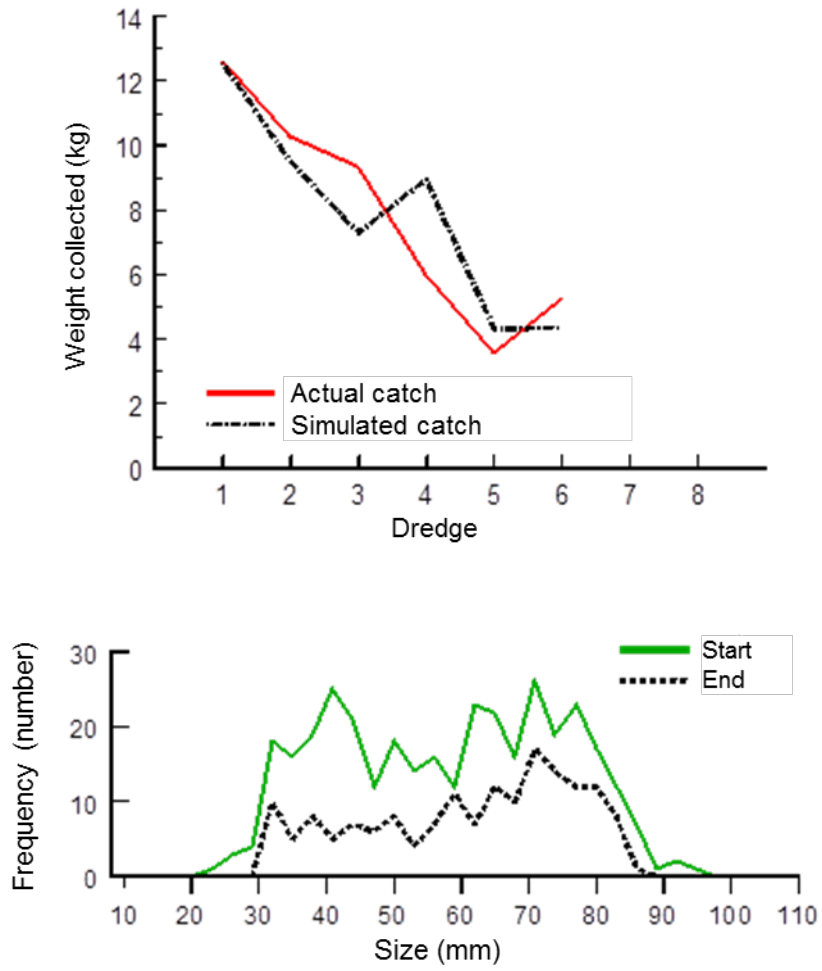 14
12
10
8
6
4
2
0
Weight collected (kg)
Actual catch
Simulated catch
1 2 3 4 5 6 7 8
Dredge
30
20
10
0
Frequency (number)
Start
End
10 20 30 40 50 60 70 80 90 100 110
Size (mm)